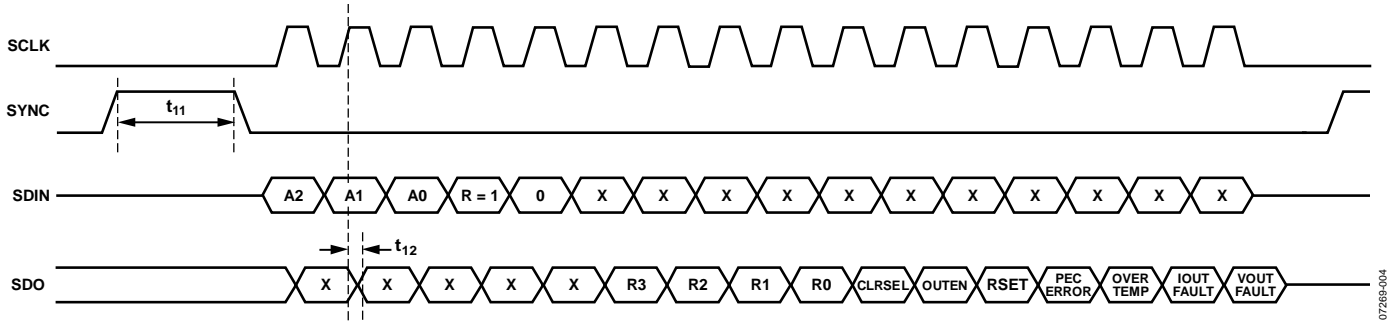 SCLK
SYNC
t11
SDIN A2 A1 A0 R = 1 0 X X X X X X X X X X X
t12
SDO X X X X X R3 R2 R1 R0 CLRSEL OUTEN RSET PEC ERROR OVER TEMP IOUT FAULT VOUT FAULT
07269-004